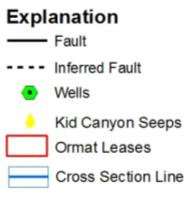 Explanation
Fault
Inferred Fault
Wells
Kid Canyon Seeps
Ormat Leases
Cross Section Line